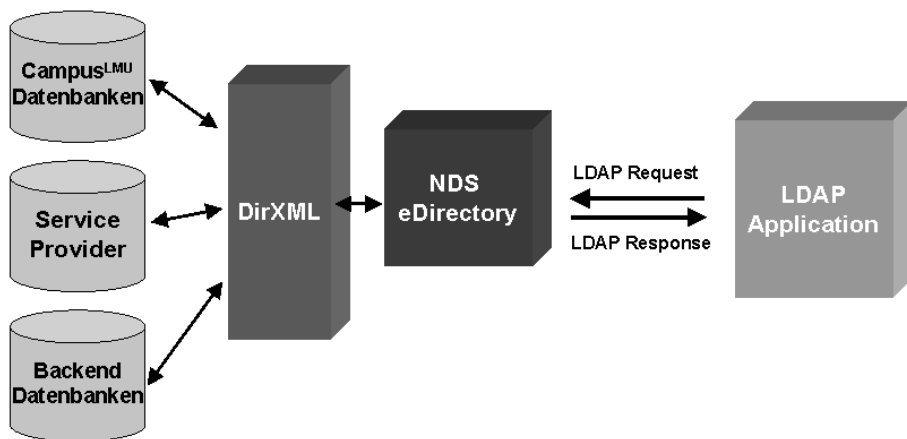 Campus^LMU
Datenbanken
Service
Provider
Backend
Datenbanken
DirXML
NDS
eDirectory
LDAP Request
LDAP Response
LDAP
Application